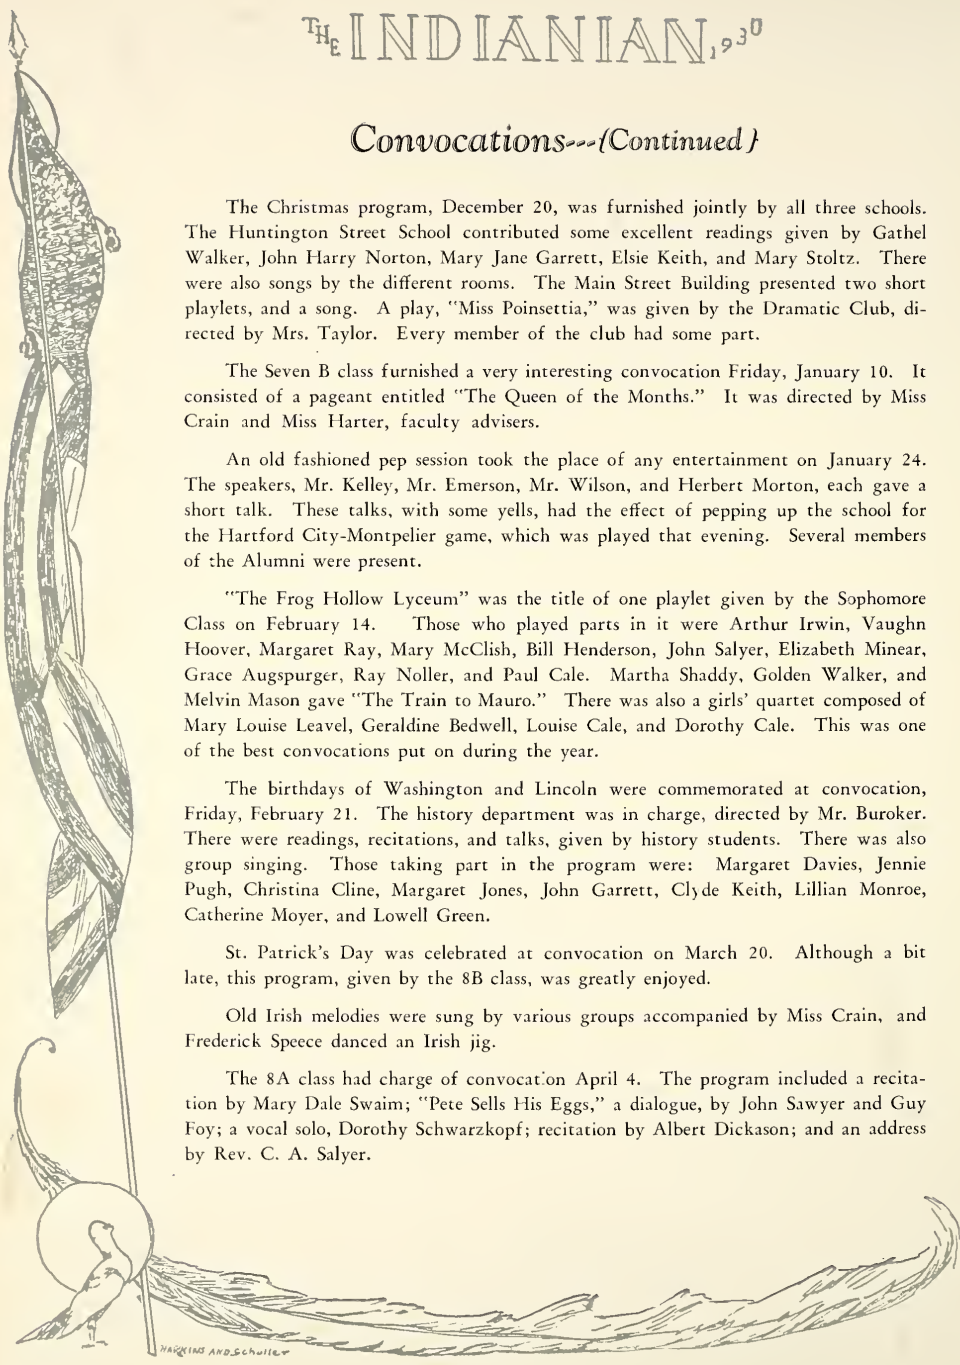 THE INDIANIAN 1930
Convocations---{Continued}
The Christmas program, December 20, was furnished jointly by all three schools.
The Huntington Street School contributed some excellent readings given by Gathel
Walker, John Harry Norton, Mary Jane Garrett, Elsie Keith, and Mary Stoltz. There
were also songs by the different rooms. The Main Street Building presented two short
playlets, and a song. A play, "Miss Poinsettia," was given by the Dramatic Club, di-
rected by Mrs. Taylor. Every member of the club had some part.
The Seven B class furnished a very interesting convocation Friday, January 10. It
consisted of a pageant entitled "The Queen of the Months." It was directed by Miss
Crain and Miss Harter, faculty advisers.
An old fashioned pep session took the place of any entertainment on January 24.
The speakers, Mr. Kelley, Mr. Emerson, Mr. Wilson, and Herbert Morton, each gave a
short talk. These talks, with some yells, had the effect of pepping up the school for
the Hartford City-Montpelier game, which was played that evening. Several members
of the Alumni were present.
"The Frog Hollow Lyceum" was the title of one playlet given by the Sophomore
Class on February 14. Those who played parts in it were Arthur Irwin, Vaughn
Hoover, Margaret Ray, Mary McClish, Bill Henderson, John Salyer, Elizabeth Minear,
Grace Augspurger, Ray Noller, and Paul Cale. Martha Shaddy, Golden Walker, and
Melvin Mason gave "The Train to Mauro." There was also a girls' quartet composed of
Mary Louise Leavel, Geraldine Bedwell, Louise Cale, and Dorothy Cale. This was one
of the best convocations put on during the year.
The birthdays of Washington and Lincoln were commemorated at convocation,
Friday, February 21. The history department was in charge, directed by Mr. Buroker.
There were readings, recitations, and talks, given by history students. There was also
group singing. Those taking part in the program were: Margaret Davies, Jennie
Pugh, Christina Cline, Margaret Jones, John Garrett, Clyde Keith, Lillian Monroe,
Catherine Moyer, and Lowell Green.
St. Patrick's Day was celebrated at convocation on March 20. Although a bit
late, this program, given by the 8B class, was greatly enjoyed.
Old Irish melodies were sung by various groups accompanied by Miss Crain, and
Frederick Speece danced an Irish jig.
The 8A class had charge of convocation April 4. The program included a recita-
tion by Mary Dale Swaim; "Pete Sells His Eggs," a dialogue, by John Sawyer and Guy
Foy; a vocal solo, Dorothy Schwarzkopf; recitation by Albert Dickason; and an address
by Rev. C. A. Salyer.
HAWKINS AND Schuller